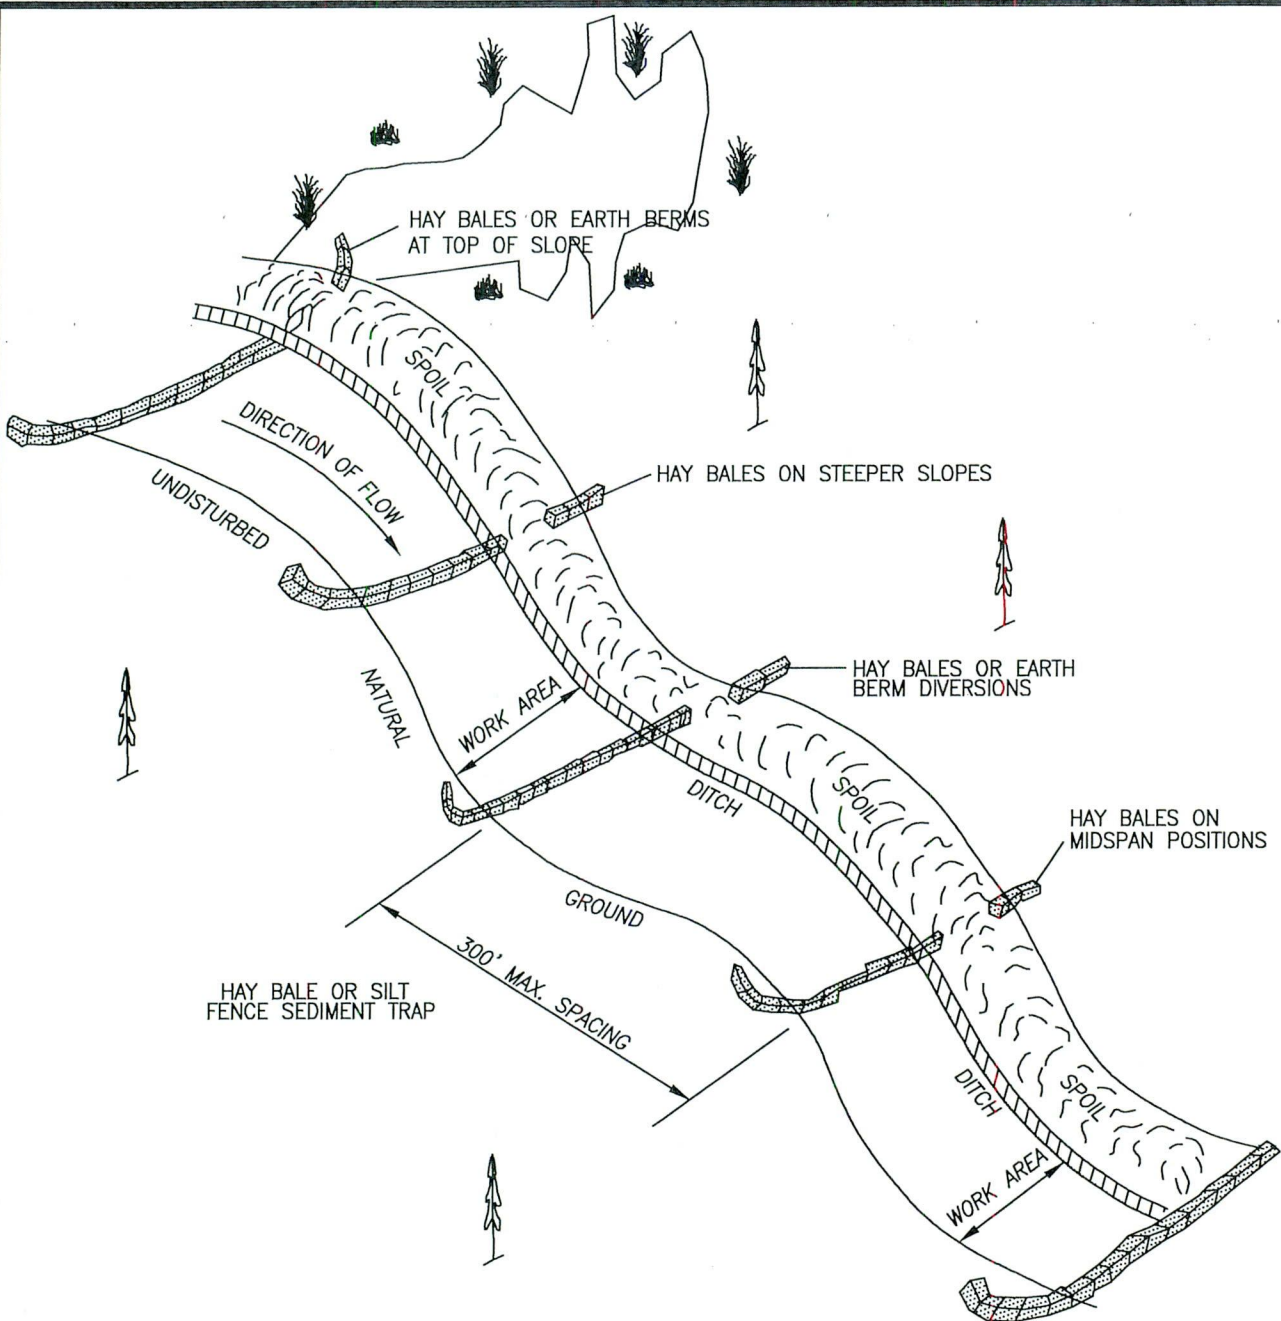 HAY BALES OR EARTH BERMS
AT TOP OF SLOPE
SPOIL
DIRECTION OF FLOW
HAY BALES ON STEEPER SLOPES
UNDISTURBED
HAY BALES OR EARTH
BERM DIVERSIONS
NATURAL
WORK AREA
DITCH
SPOIL
HAY BALES ON
MIDSPAN POSITIONS
GROUND
300' MAX. SPACING
HAY BALE OR SILT
FENCE SEDIMENT TRAP
DITCH
SPOIL
WORK AREA